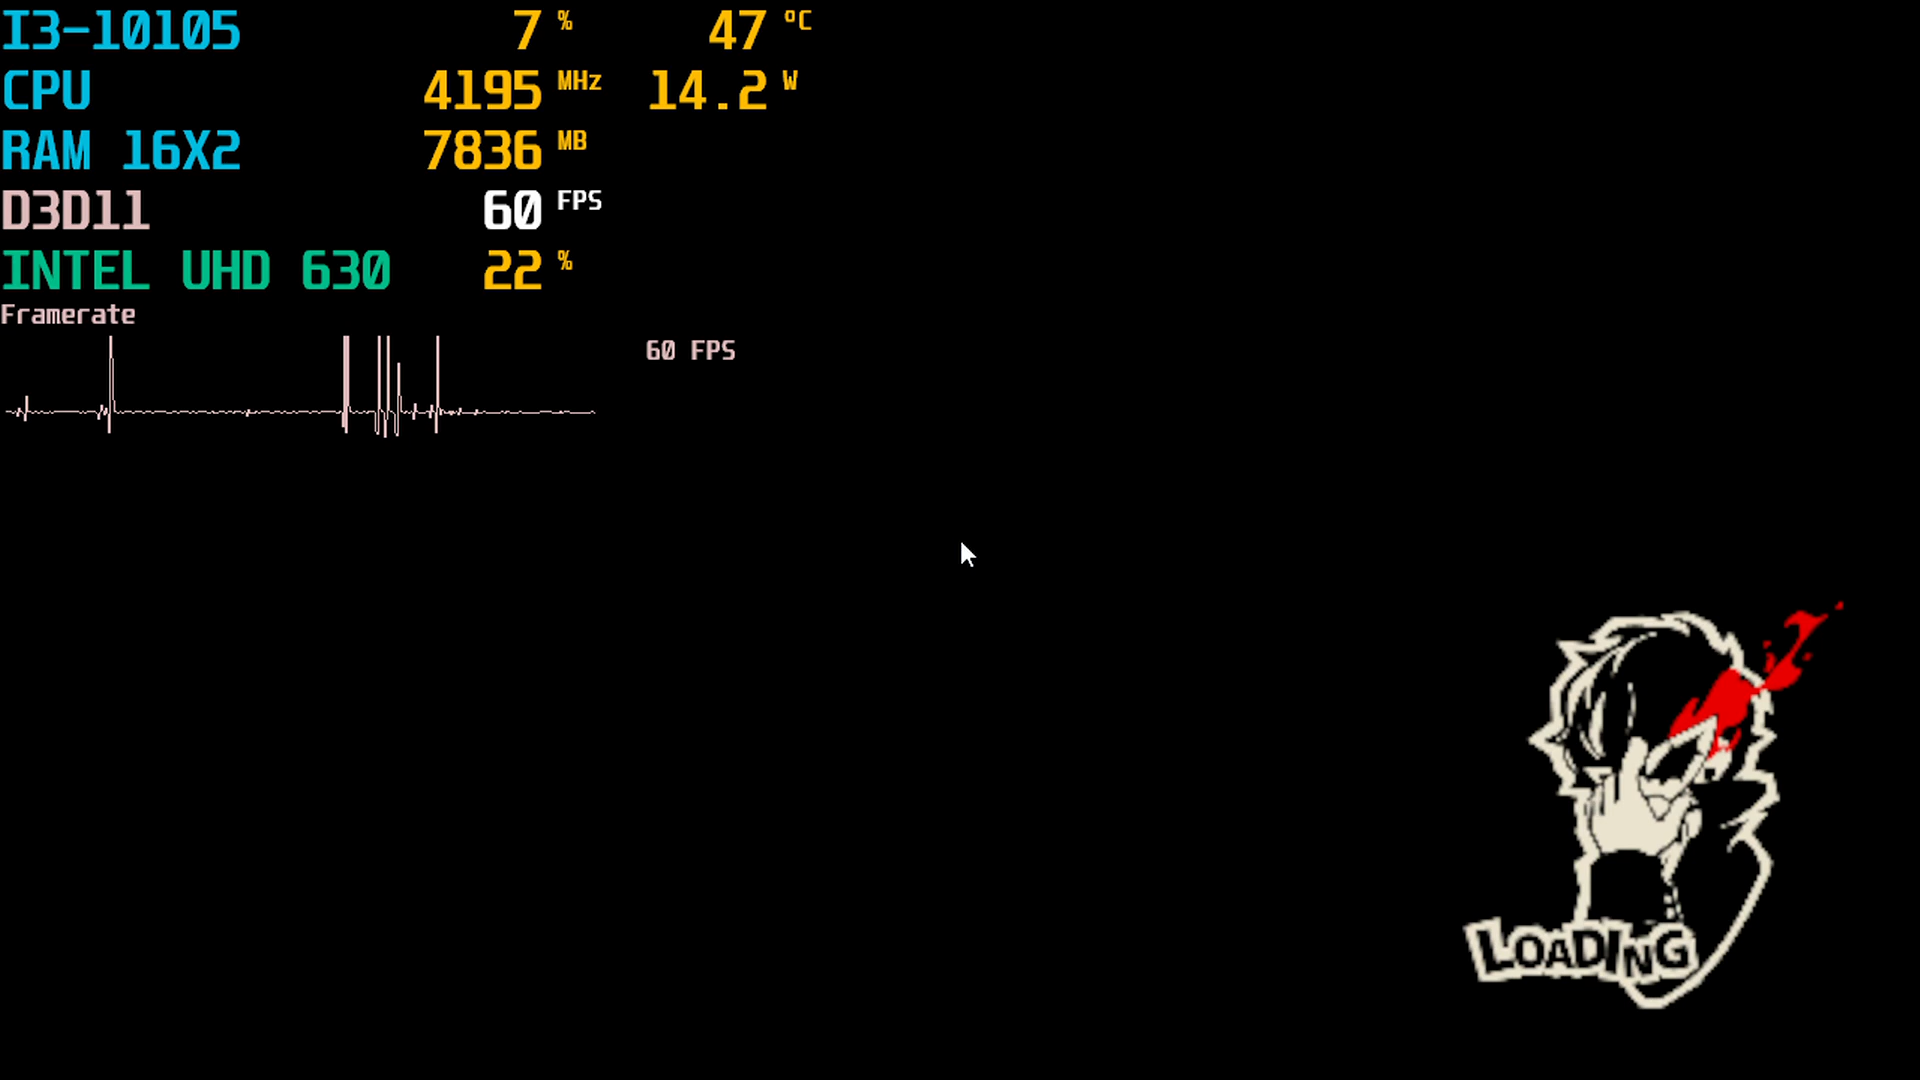 I3-10105 7 % 47 ºC
CPU 4195 MHz 14.2 W
RAM 16X2 7836 MB
D3D11 60 FPS
INTEL UHD 630 22 %
Framerate
60 FPS
LOADING